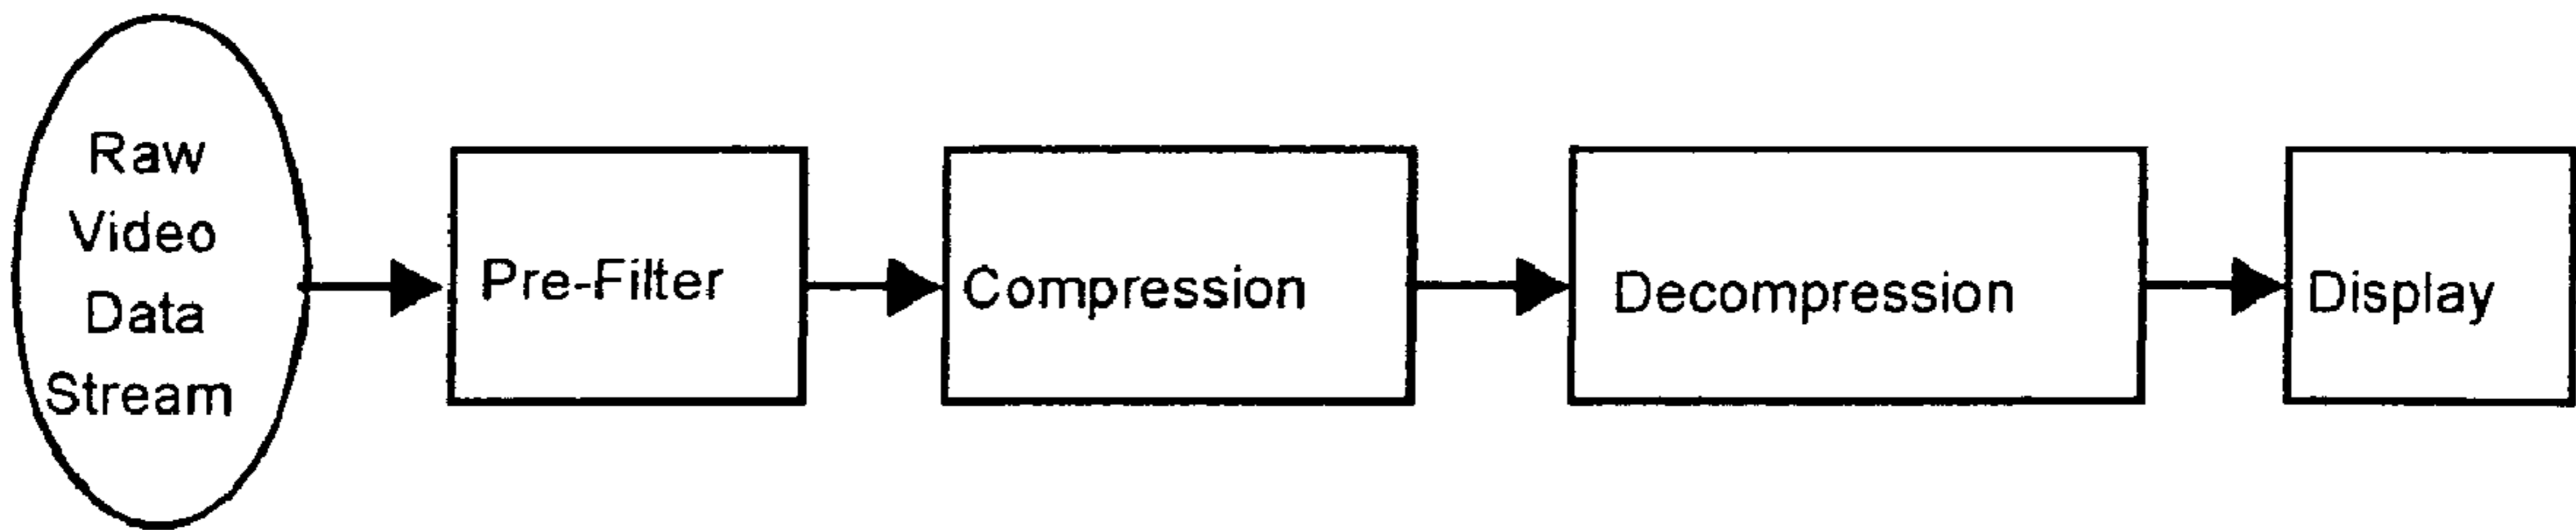 Raw
Video
Data
Stream
Pre-Filter
Compression
Decompression
Display